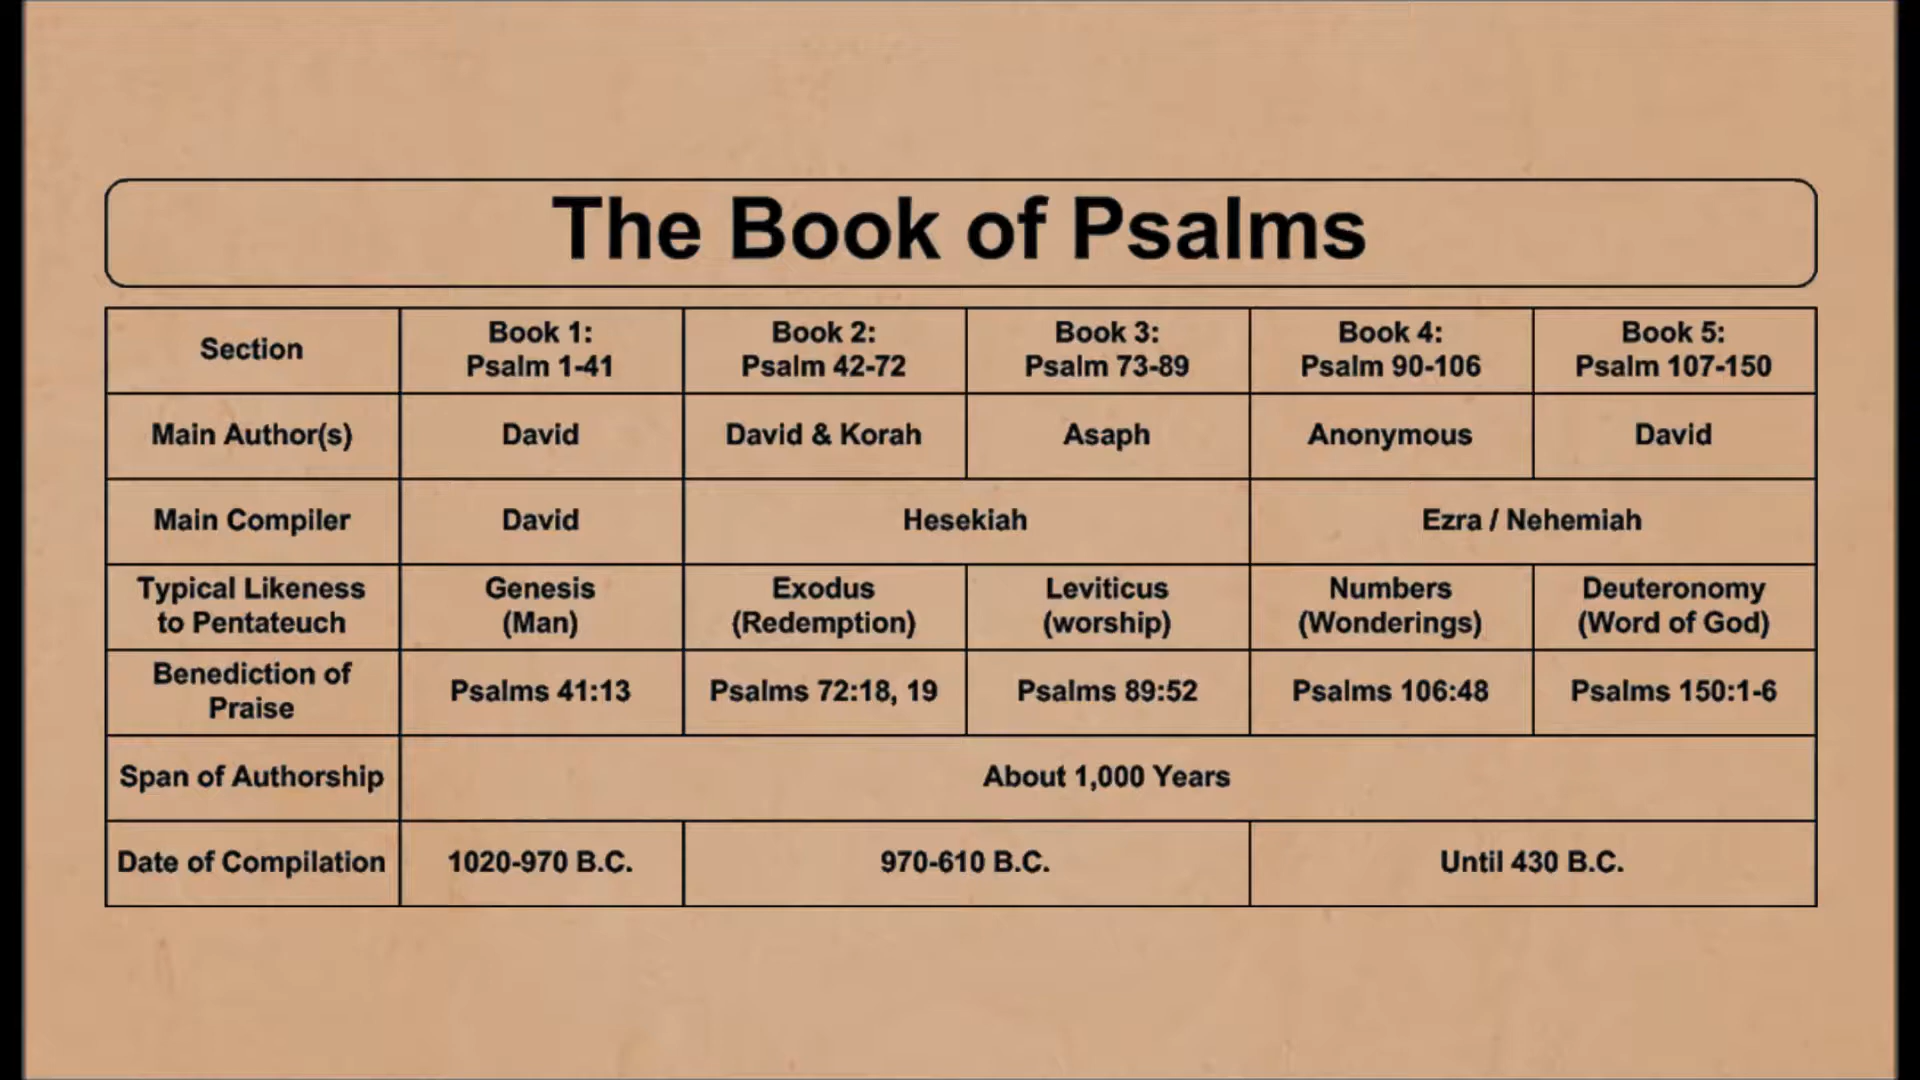 The Book of Psalms
Section
Book 1:
Psalm 1-41
Book 2:
Psalm 42-72
Book 3:
Psalm 73-89
Book 4:
Psalm 90-106
Book 5:
Psalm 107-150
Main Author(s)
David
David & Korah
Asaph
Anonymous
David
Main Compiler
David
Hesekiah
Ezra / Nehemiah
Typical Likeness
to Pentateuch
Genesis
(Man)
Exodus
(Redemption)
Leviticus
(worship)
Numbers
(Wonderings)
Deuteronomy
(Word of God)
Benediction of
Praise
Psalms 41:13
Psalms 72:18, 19
Psalms 89:52
Psalms 106:48
Psalms 150:1-6
Span of Authorship
About 1,000 Years
Date of Compilation
1020-970 B.C.
970-610 B.C.
Until 430 B.C.